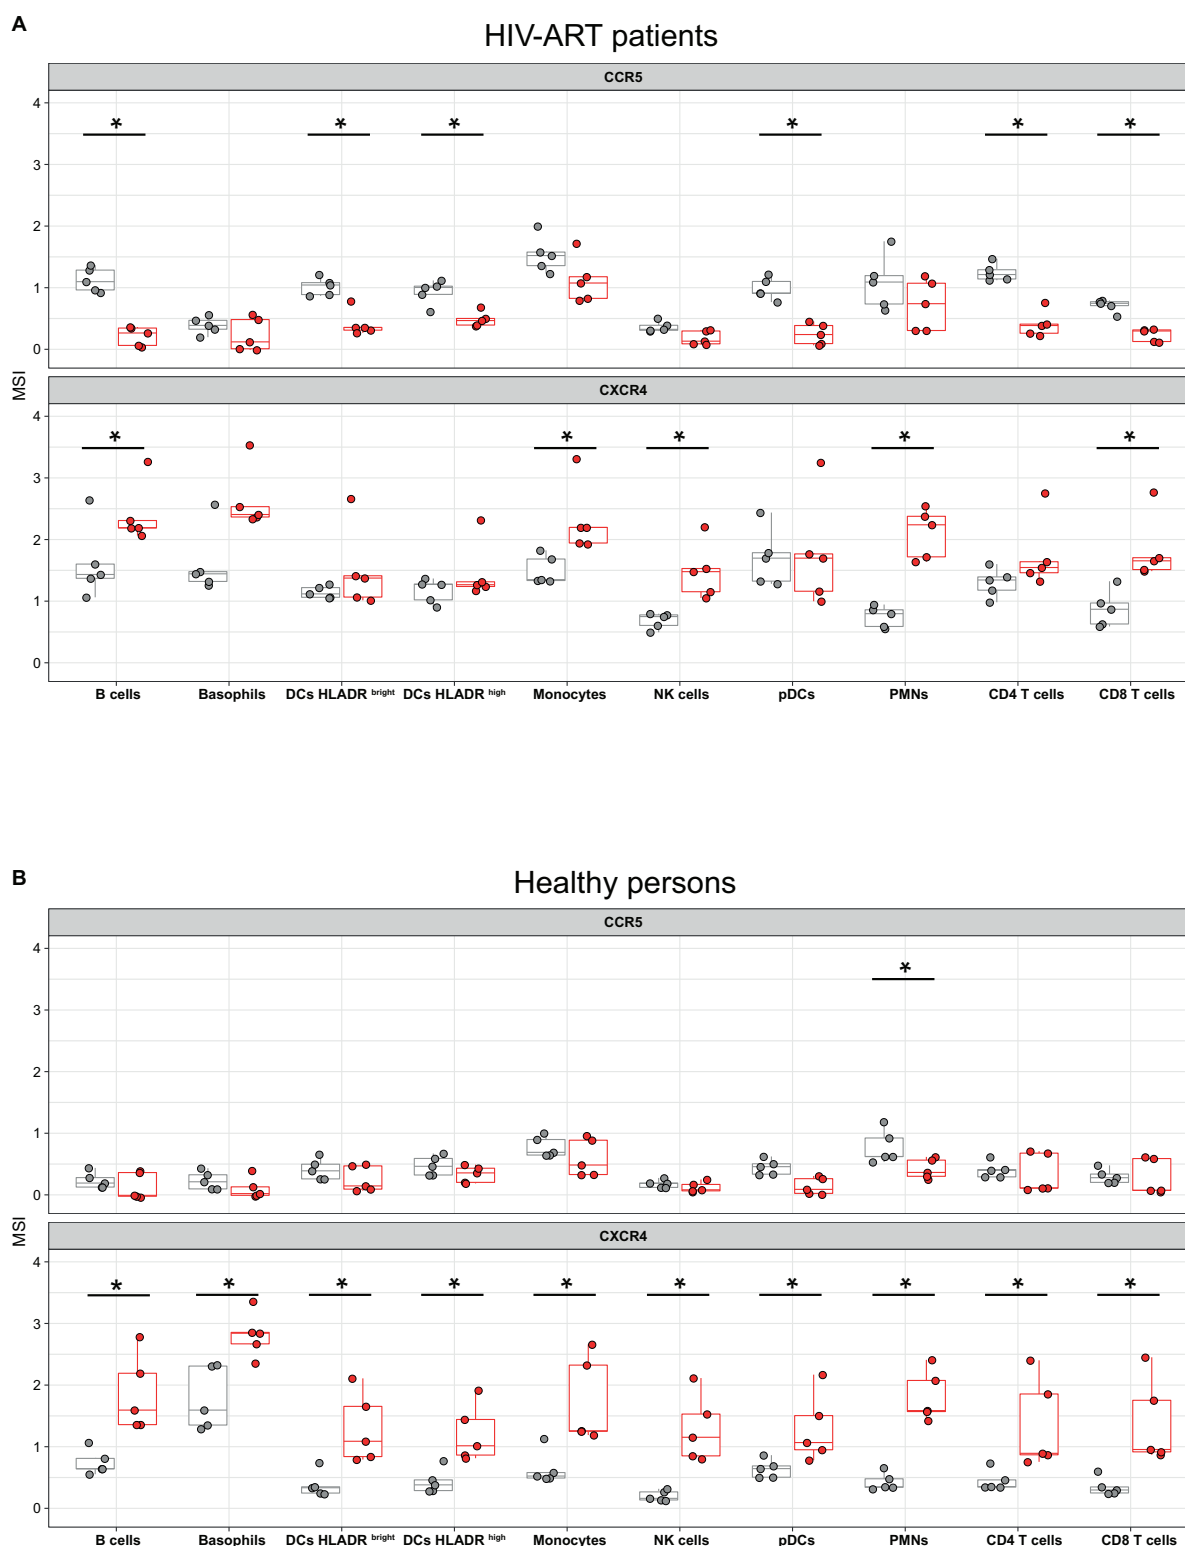 A
HIV-ART patients
CCR5
4
* * * * * *
3
2
1
0
MSI
CXCR4
4
* * * * *
3
2
1
0
B cells Basophils DCs HLADR bright DCs HLADR high Monocytes NK cells pDCs PMNs CD4 T cells CD8 T cells
B
Healthy persons
CCR5
4
*
3
2
1
0
MSI
CXCR4
4
* * * * * * * * * *
3
2
1
0
B cells Basophils DCs HLADR bright DCs HLADR high Monocytes NK cells pDCs PMNs CD4 T cells CD8 T cells